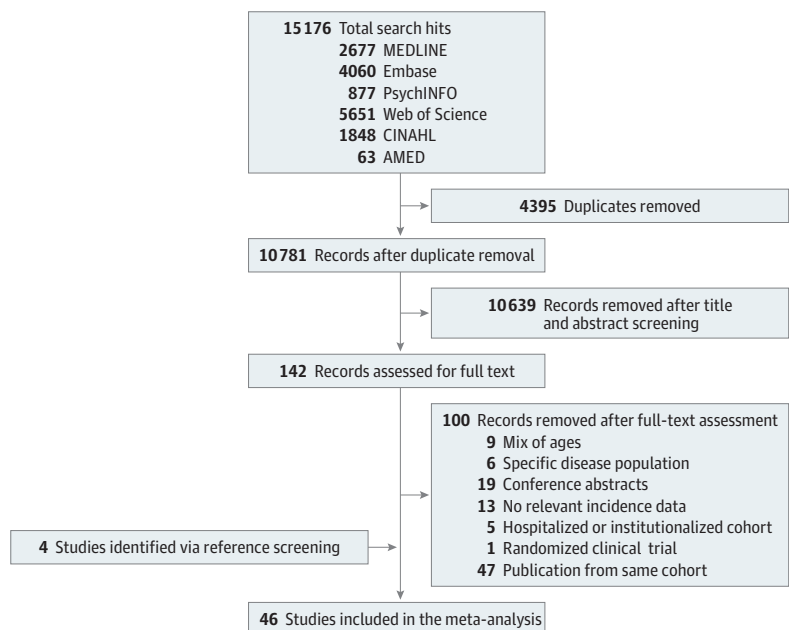 15176 Total search hits
2677 MEDLINE
4060 Embase
877 PsychINFO
5651 Web of Science
1848 CINAHL
63 AMED
4395 Duplicates removed
10781 Records after duplicate removal
10639 Records removed after title
and abstract screening
142 Records assessed for full text
100 Records removed after full-text assessment
9 Mix of ages
6 Specific disease population
19 Conference abstracts
13 No relevant incidence data
5 Hospitalized or institutionalized cohort
1 Randomized clinical trial
47 Publication from same cohort
4 Studies identified via reference screening
46 Studies included in the meta-analysis